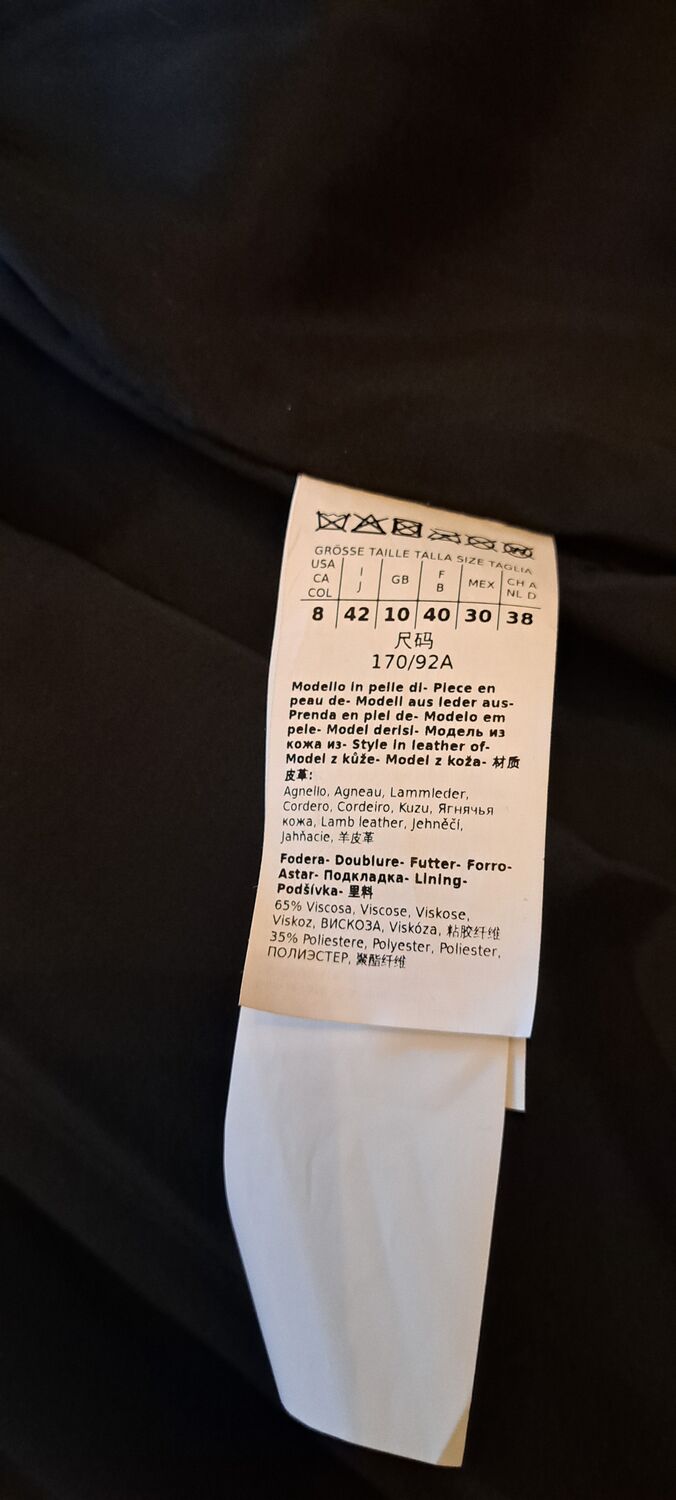 GRÖSSE TAILLE TALLA SIZE TAGLIA
USA CA COL | I J | GB | F B | MEX | CH A NL D
8 | 42 | 10 | 40 | 30 | 38
尺码
170/92A
Modello in pelle di- Piece en
peau de- Modell aus leder aus-
Prenda en piel de- Modelo em
pele- Model derisi- Модель из
кожа из- Style in leather of-
Model z kůže- Model z koža- 材质
皮革:
Agnello, Agneau, Lammleder,
Cordero, Cordeiro, Kuzu, Ягнячья
кожа, Lamb leather, Jehněčí,
Jahňacie, 羊皮革
Fodera- Doublure- Futter- Forro-
Astar- Подкладка- Lining-
Podšívka- 里料
65% Viscosa, Viscose, Viskose,
Viskoz, ВИСКОЗА, Viskóza, 粘胶纤维
35% Poliestere, Polyester, Poliester,
ПОЛИЭСТЕР, 聚酯纤维